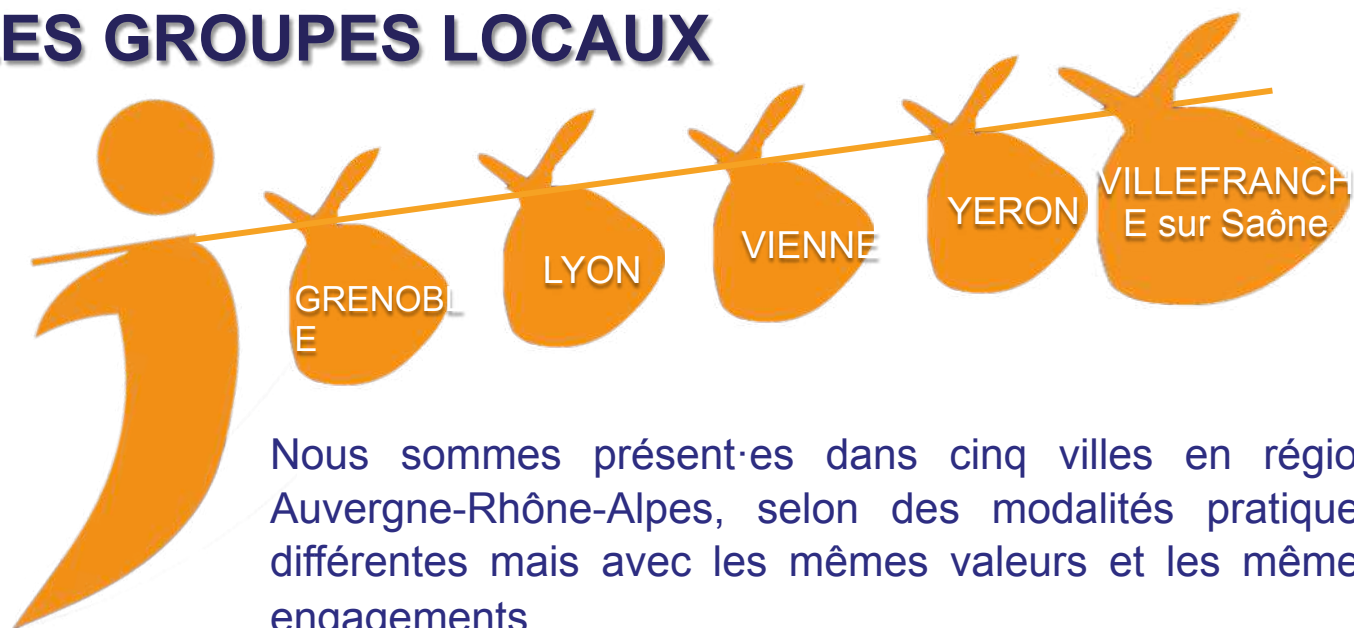 ES GROUPES LOCAUX
GRENOBL
E
LYON
VIENNE
YERON
VILLEFRANCH
E sur Saône
Nous sommes présent·es dans cinq villes en régio
Auvergne-Rhône-Alpes, selon des modalités pratique
différentes mais avec les mêmes valeurs et les même
engagements